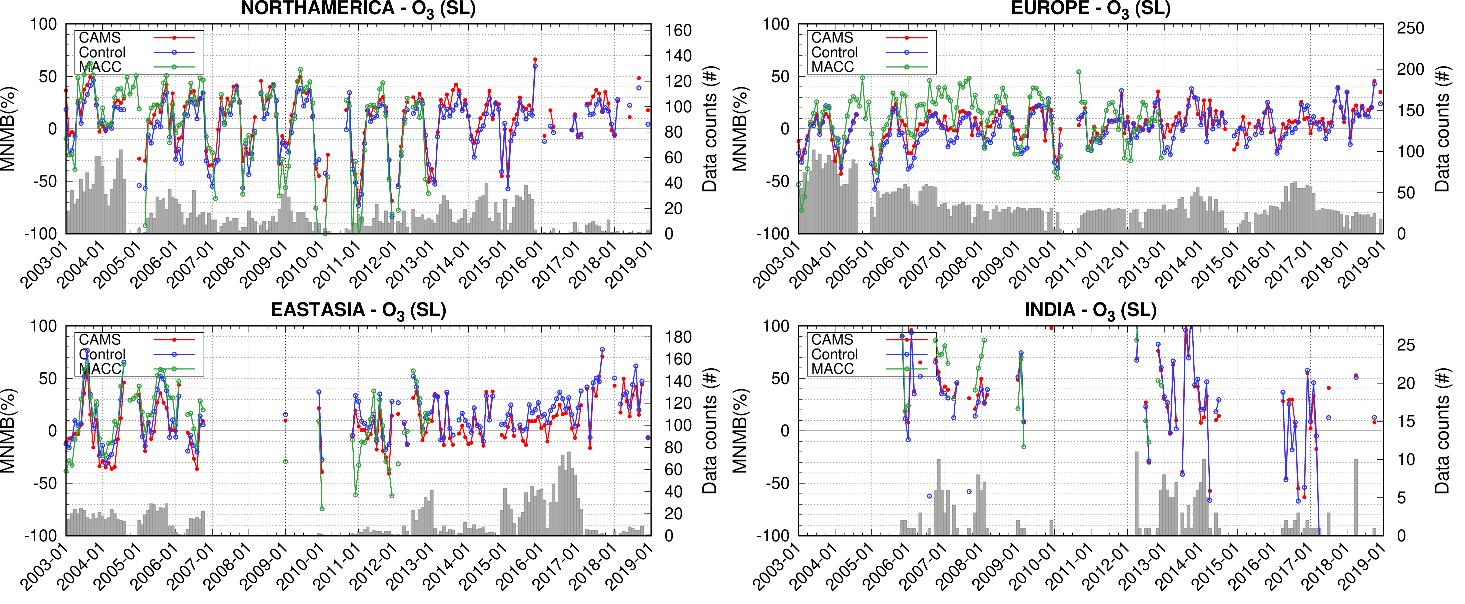 NORTHAMERICA - O3 (SL)
MNMB(%)
100
50
0
-50
-100
CAMS
Control
MACC
160
140
120
100
80
60
40
20
0
Data counts (#)
2003-01 2004-01 2005-01 2006-01 2007-01 2008-01 2009-01 2010-01 2011-01 2012-01 2013-01 2014-01 2015-01 2016-01 2017-01 2018-01 2019-01
EUROPE - O3 (SL)
MNMB(%)
100
50
0
-50
-100
CAMS
Control
MACC
250
200
150
100
50
0
Data counts (#)
2003-01 2004-01 2005-01 2006-01 2007-01 2008-01 2009-01 2010-01 2011-01 2012-01 2013-01 2014-01 2015-01 2016-01 2017-01 2018-01 2019-01
EASTASIA - O3 (SL)
MNMB(%)
100
50
0
-50
-100
CAMS
Control
MACC
180
160
140
120
100
80
60
40
20
0
Data counts (#)
2003-01 2004-01 2005-01 2006-01 2007-01 2008-01 2009-01 2010-01 2011-01 2012-01 2013-01 2014-01 2015-01 2016-01 2017-01 2018-01 2019-01
INDIA - O3 (SL)
MNMB(%)
100
50
0
-50
-100
CAMS
Control
MACC
25
20
15
10
5
0
Data counts (#)
2003-01 2004-01 2005-01 2006-01 2007-01 2008-01 2009-01 2010-01 2011-01 2012-01 2013-01 2014-01 2015-01 2016-01 2017-01 2018-01 2019-01